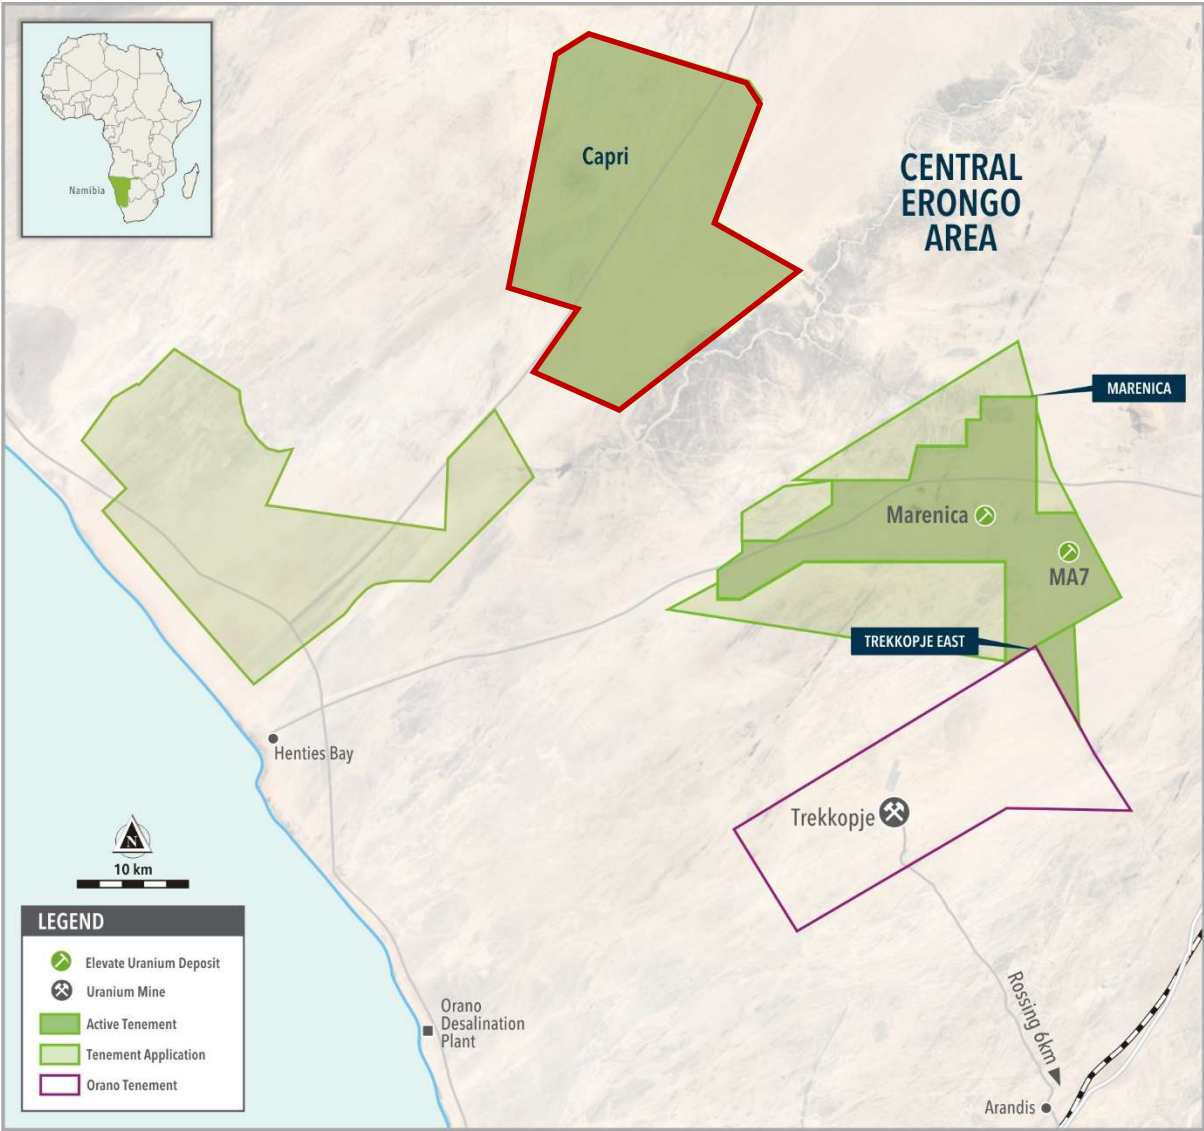 Namibia
Capri
CENTRAL
ERONGO
AREA
MARENICA
Marenica
MA7
TREKKOPJE EAST
Henties Bay
Trekkopje
N
10 km
LEGEND
Elevate Uranium Deposit
Uranium Mine
Active Tenement
Tenement Application
Orano Tenement
Orano
Desalination
Plant
Rossing 6km
Arandis